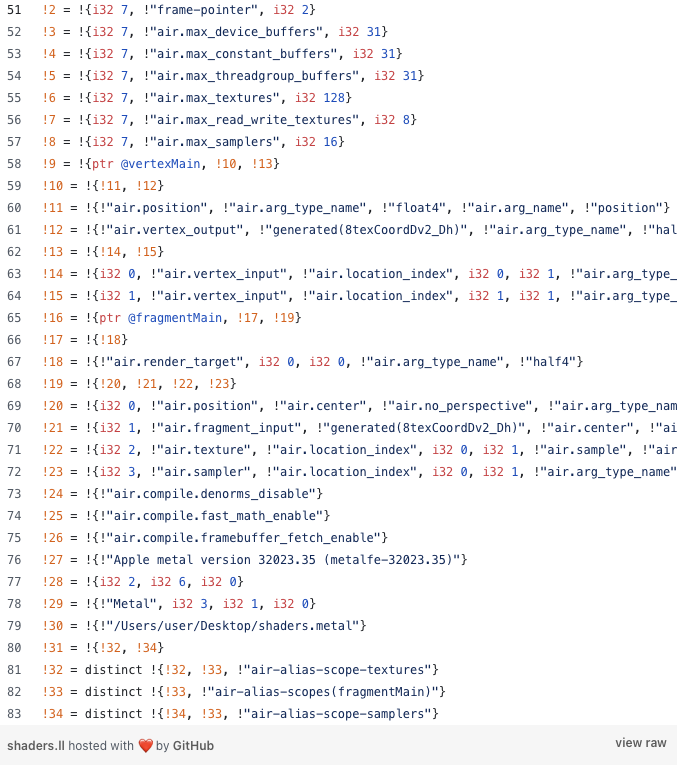 51 !2 = !{i32 7, !"frame-pointer", i32 2}
52 !3 = !{i32 7, !"air.max_device_buffers", i32 31}
53 !4 = !{i32 7, !"air.max_constant_buffers", i32 31}
54 !5 = !{i32 7, !"air.max_threadgroup_buffers", i32 31}
55 !6 = !{i32 7, !"air.max_textures", i32 128}
56 !7 = !{i32 7, !"air.max_read_write_textures", i32 8}
57 !8 = !{i32 7, !"air.max_samplers", i32 16}
58 !9 = !{ptr @vertexMain, !10, !13}
59 !10 = !{!11, !12}
60 !11 = !{!"air.position", !"air.arg_type_name", !"float4", !"air.arg_name", !"position"}
61 !12 = !{!"air.vertex_output", !"generated(8texCoordDv2_Dh)", !"air.arg_type_name", !"hal
62 !13 = !{!14, !15}
63 !14 = !{i32 0, !"air.vertex_input", !"air.location_index", i32 0, i32 1, !"air.arg_type_
64 !15 = !{i32 1, !"air.vertex_input", !"air.location_index", i32 1, i32 1, !"air.arg_type_
65 !16 = !{ptr @fragmentMain, !17, !19}
66 !17 = !{!18}
67 !18 = !{!"air.render_target", i32 0, i32 0, !"air.arg_type_name", !"half4"}
68 !19 = !{!20, !21, !22, !23}
69 !20 = !{i32 0, !"air.position", !"air.center", !"air.no_perspective", !"air.arg_type_nam
70 !21 = !{i32 1, !"air.fragment_input", !"generated(8texCoordDv2_Dh)", !"air.center", !"ai
71 !22 = !{i32 2, !"air.texture", !"air.location_index", i32 0, i32 1, !"air.sample", !"air
72 !23 = !{i32 3, !"air.sampler", !"air.location_index", i32 0, i32 1, !"air.arg_type_name"
73 !24 = !{!"air.compile.denorms_disable"}
74 !25 = !{!"air.compile.fast_math_enable"}
75 !26 = !{!"air.compile.framebuffer_fetch_enable"}
76 !27 = !{!"Apple metal version 32023.35 (metalfe-32023.35)"}
77 !28 = !{i32 2, i32 6, i32 0}
78 !29 = !{!"Metal", i32 3, i32 1, i32 0}
79 !30 = !{!"/Users/user/Desktop/shaders.metal"}
80 !31 = !{!32, !34}
81 !32 = distinct !{!32, !33, !"air-alias-scope-textures"}
82 !33 = distinct !{!33, !"air-alias-scopes(fragmentMain)"}
83 !34 = distinct !{!34, !33, !"air-alias-scope-samplers"}
shaders.ll hosted with ❤ by GitHub view raw